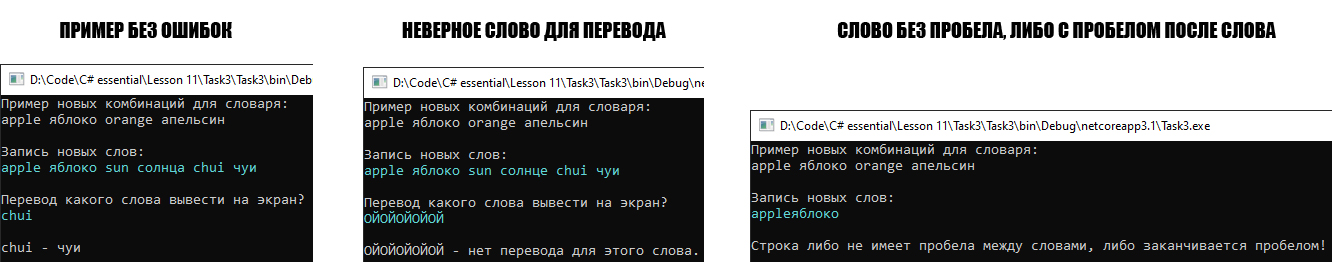 ПРИМЕР БЕЗ ОШИБОК
D:\Code\C# essential\Lesson 11\Task3\Task3\bin\Deb
Пример новых комбинаций для словаря:
apple яблоко orange апельсин
Запись новых слов:
apple яблоко sun солнца chui чуи
Перевод какого слова вывести на экран?
chui
chui - чуи
НЕВЕРНОЕ СЛОВО ДЛЯ ПЕРЕВОДА
D:\Code\C# essential\Lesson 11\Task3\Task3\bin\Debug\ne
Пример новых комбинаций для словаря:
apple яблоко orange апельсин
Запись новых слов:
apple яблоко sun солнце chui чуи
Перевод какого слова вывести на экран?
ОЙОЙОЙОЙОЙ
ОЙОЙОЙОЙОЙ - нет перевода для этого слова.
СЛОВО БЕЗ ПРОБЕЛА, ЛИБО С ПРОБЕЛОМ ПОСЛЕ СЛОВА
D:\Code\C# essential\Lesson 11\Task3\Task3\bin\Debug\netcoreapp3.1\Task3.exe
Пример новых комбинаций для словаря:
apple яблоко orange апельсин
Запись новых слов:
appleяблоко
Строка либо не имеет пробела между словами, либо заканчивается пробелом!